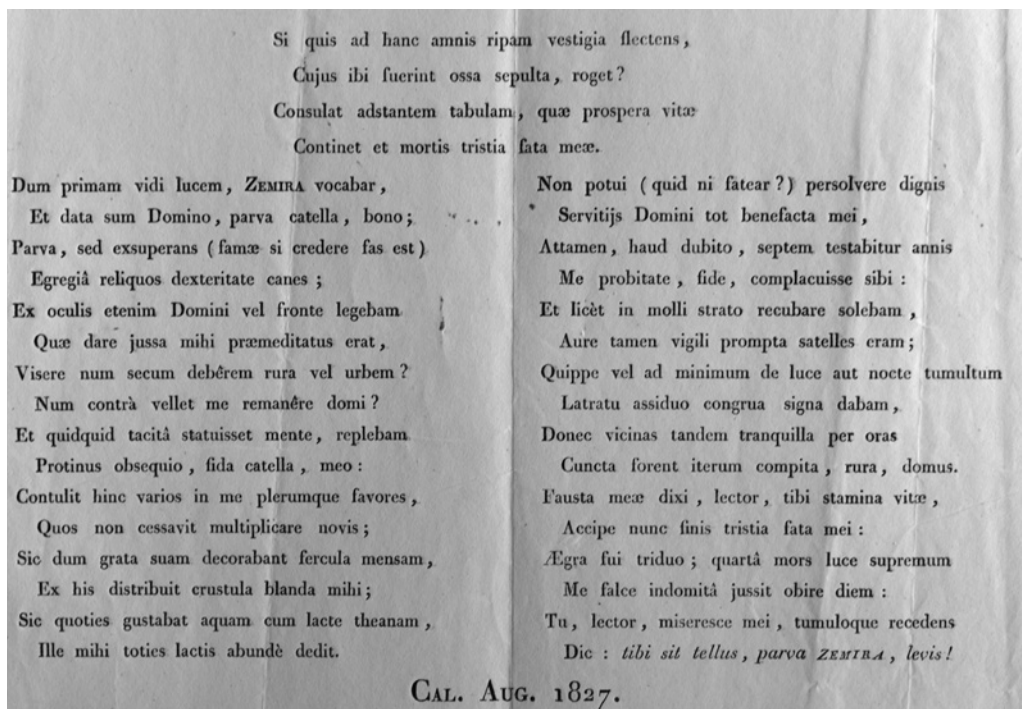 Si quis ad hanc amnis ripam vestigia flectens,
Cujus ibi fuerint ossa sepulta, roget?
Consulat adstantem tabulam, quæ prospera vitæ
Continet et mortis tristia fata meæ.
Dum primam vidi lucem, ZEMIRA vocabar,
Et data sum Domino, parva catella, bono;
Parva, sed exsuperans (famæ si credere fas est)
Egregiâ reliquos dexteritate canes;
Ex oculis etenim Domini vel fronte legebam
Quæ dare jussa mihi præmeditatus erat,
Visere num secum debêrem rura vel urbem?
Num contrà vellet me remanêre domi?
Et quidquid tacitâ statuisset mente, replebam
Protinus obsequio, fida catella, meo:
Contulit hinc varios in me plerumque favores,
Quos non cessavit multiplicare novis;
Sic dum grata suam decorabant fercula mensam,
Ex his distribuit crustula blanda mihi;
Sic quoties gustabat aquam cum lacte theanam,
Ille mihi toties lactis abundè dedit.
Non potui (quid ni fatear?) persolvere dignis
Servitijs Domini tot benefacta mei,
Attamen, haud dubito, septem testabitur annis
Me probitate, fide, complacuisse sibi:
Et licèt in molli strato recubare solebam,
Aure tamen vigili prompta satelles eram;
Quippe vel ad minimum de luce aut nocte tumultum
Latratu assiduo congrua signa dabam,
Donec vicinas tandem tranquilla per oras
Cuncta forent iterum compita, rura, domus.
Fausta meæ dixi, lector, tibi stamina vitæ,
Accipe nunc finis tristia fata mei:
Ægra fui triduo; quartâ mors luce supremum
Me falce indomitâ jussit obire diem:
Tu, lector, miseresce mei, tumuloque recedens
Dic: tibi sit tellus, parva ZEMIRA, levis!
CAL. AUG. 1827.